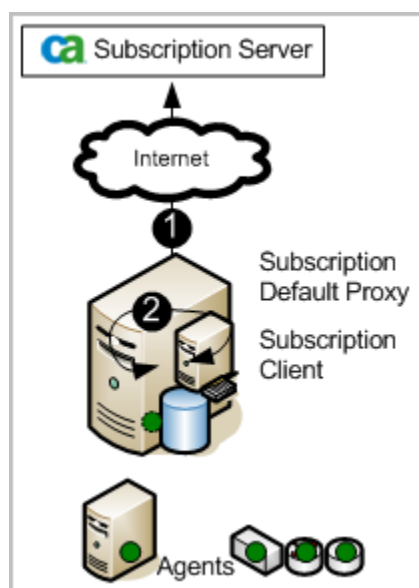 ca Subscription Server
Internet
1
Subscription
Default Proxy
2
Subscription
Client
Agents